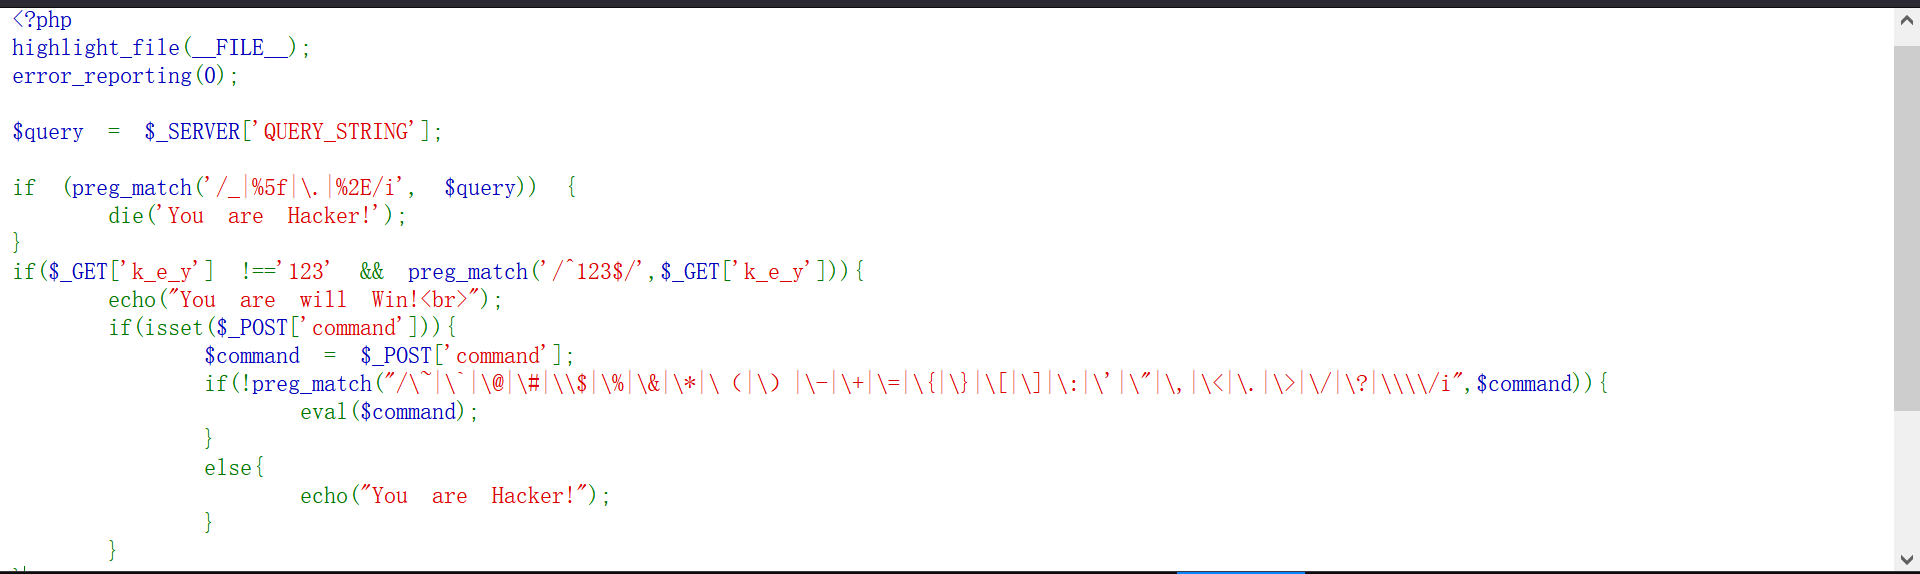 <?php
highlight_file(__FILE__);
error_reporting(0);
$query = $_SERVER['QUERY_STRING'];
if (preg_match('/_|%5f|\.|%2E/i', $query)) {
die('You are Hacker!');
}
if($_GET['k_e_y'] !=='123' && preg_match('/^123$/',$_GET['k_e_y'])){
echo("You are will Win!<br>");
if(isset($_POST['command'])){
$command = $_POST['command'];
if(!preg_match("/\~|\`|\@|\#|\\$|\%|\&|\*|\（|\）|\-|\+|\=|\{|\}|\[|\]|\:|\'|\"|\,|\<|\.|\>|\/|\?|\\\\/i",$command)){
eval($command);
}
else{
echo("You are Hacker!");
}
}